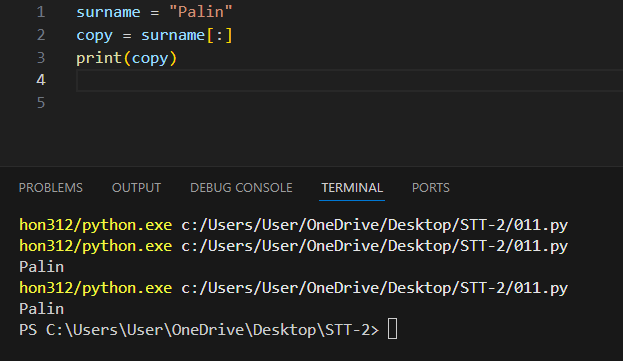 1 surname = "Palin"
2 copy = surname[:]
3 print(copy)
4
5
PROBLEMS OUTPUT DEBUG CONSOLE TERMINAL PORTS
hon312/python.exe c:/Users/User/OneDrive/Desktop/STT-2/011.py
hon312/python.exe c:/Users/User/OneDrive/Desktop/STT-2/011.py
Palin
hon312/python.exe c:/Users/User/OneDrive/Desktop/STT-2/011.py
Palin
PS C:\Users\User\OneDrive\Desktop\STT-2>